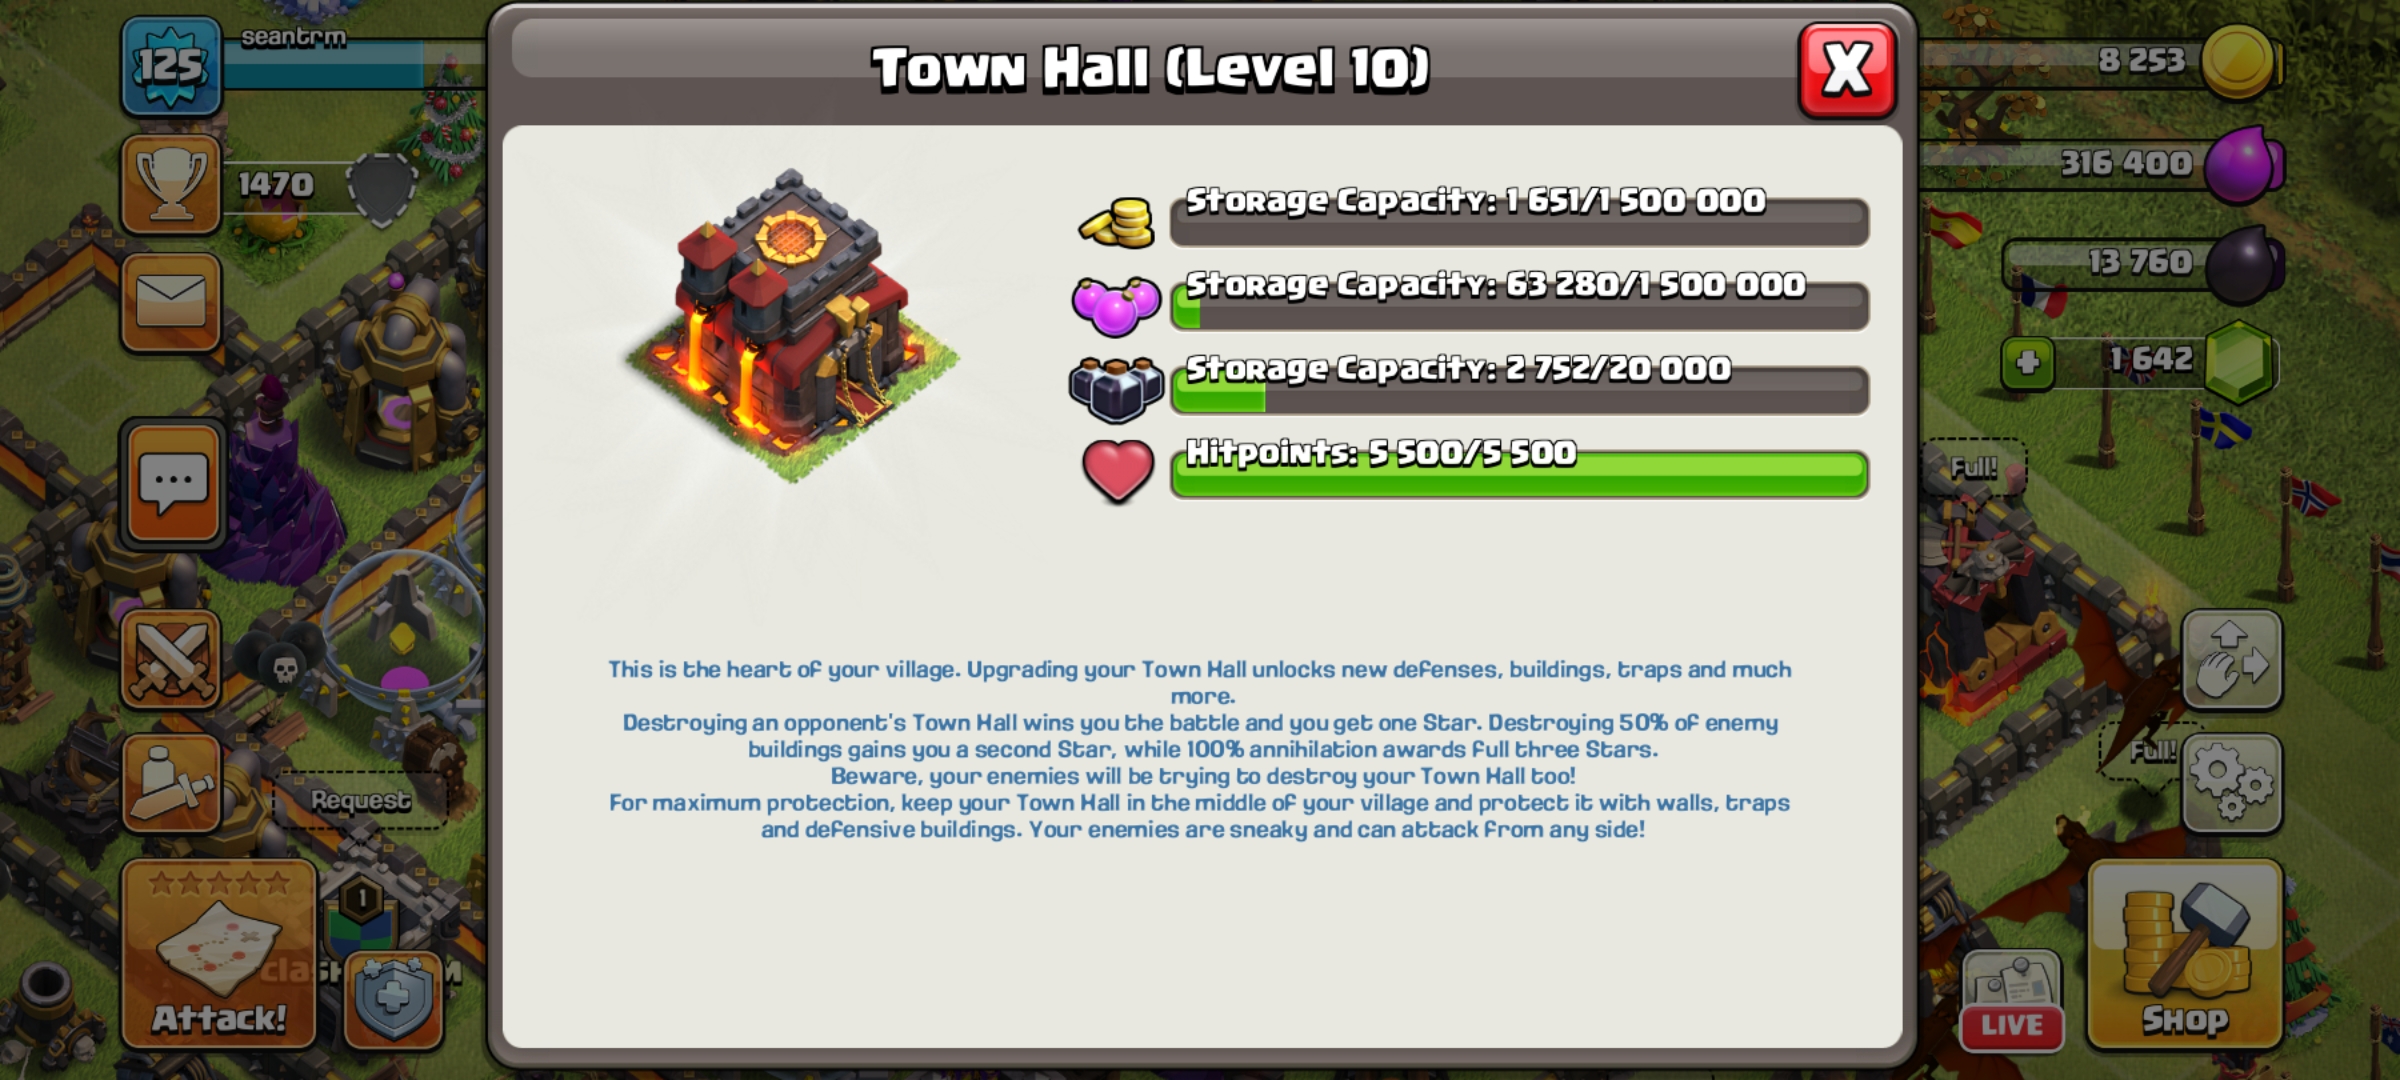 125
seantrm
1470
Town Hall (Level 10)
X
8 253
316 400
13 760
1 642
Storage Capacity: 1 651/1 500 000
Storage Capacity: 63 280/1 500 000
Storage Capacity: 2 752/20 000
Hitpoints: 5 500/5 500
Full!
Full!
This is the heart of your village. Upgrading your Town Hall unlocks new defenses, buildings, traps and much
more.
Destroying an opponent's Town Hall wins you the battle and you get one Star. Destroying 50% of enemy
buildings gains you a second Star, while 100% annihilation awards full three Stars.
Beware, your enemies will be trying to destroy your Town Hall too!
For maximum protection, keep your Town Hall in the middle of your village and protect it with walls, traps
and defensive buildings. Your enemies are sneaky and can attack from any side!
Request
1
Attack!
LIVE
Shop